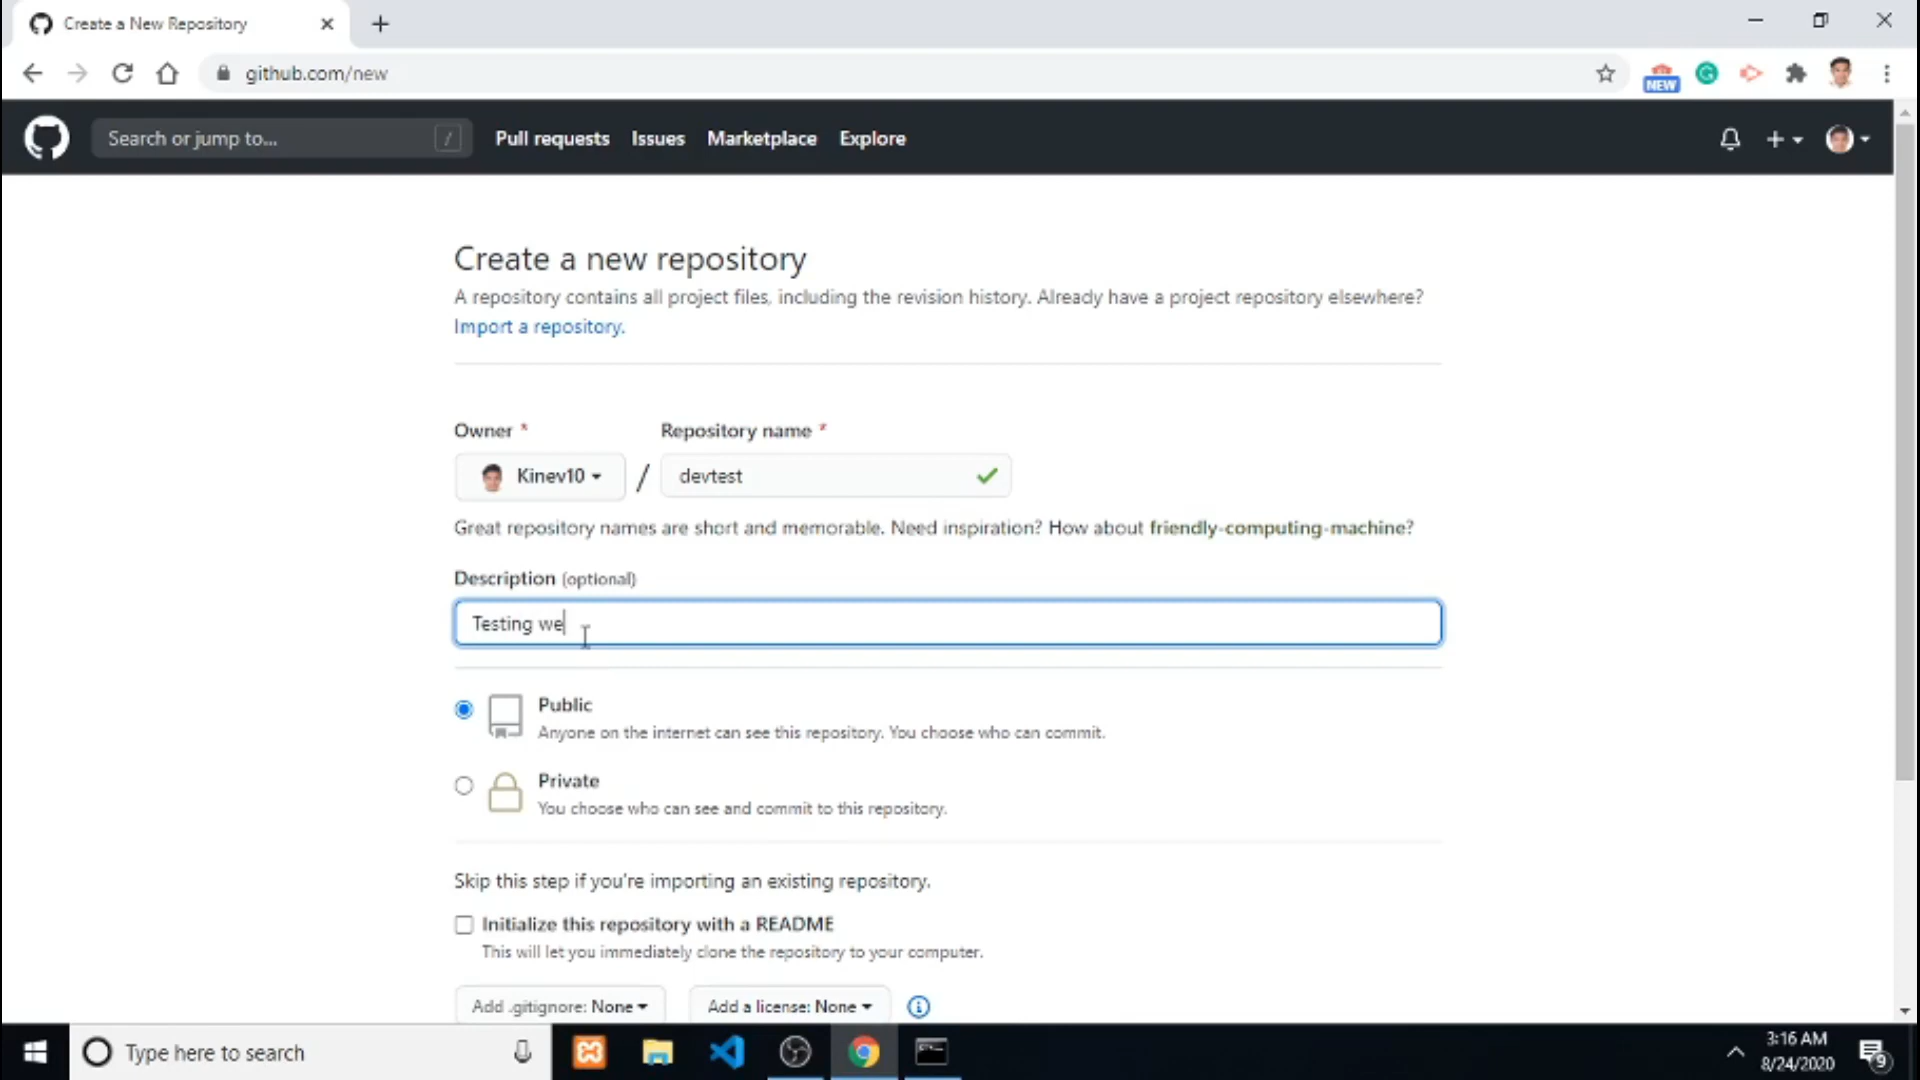 Create a New Repository
github.com/new
NEW
Search or jump to... /
Pull requests Issues Marketplace Explore
Create a new repository
A repository contains all project files, including the revision history. Already have a project repository elsewhere?
Import a repository.
Owner * Repository name *
Kinev10 / devtest
Great repository names are short and memorable. Need inspiration? How about friendly-computing-machine?
Description (optional)
Testing we
Public
Anyone on the internet can see this repository. You choose who can commit.
Private
You choose who can see and commit to this repository.
Skip this step if you're importing an existing repository.
Initialize this repository with a README
This will let you immediately clone the repository to your computer.
Add .gitignore: None Add a license: None
Type here to search
3:16 AM
8/24/2020
9